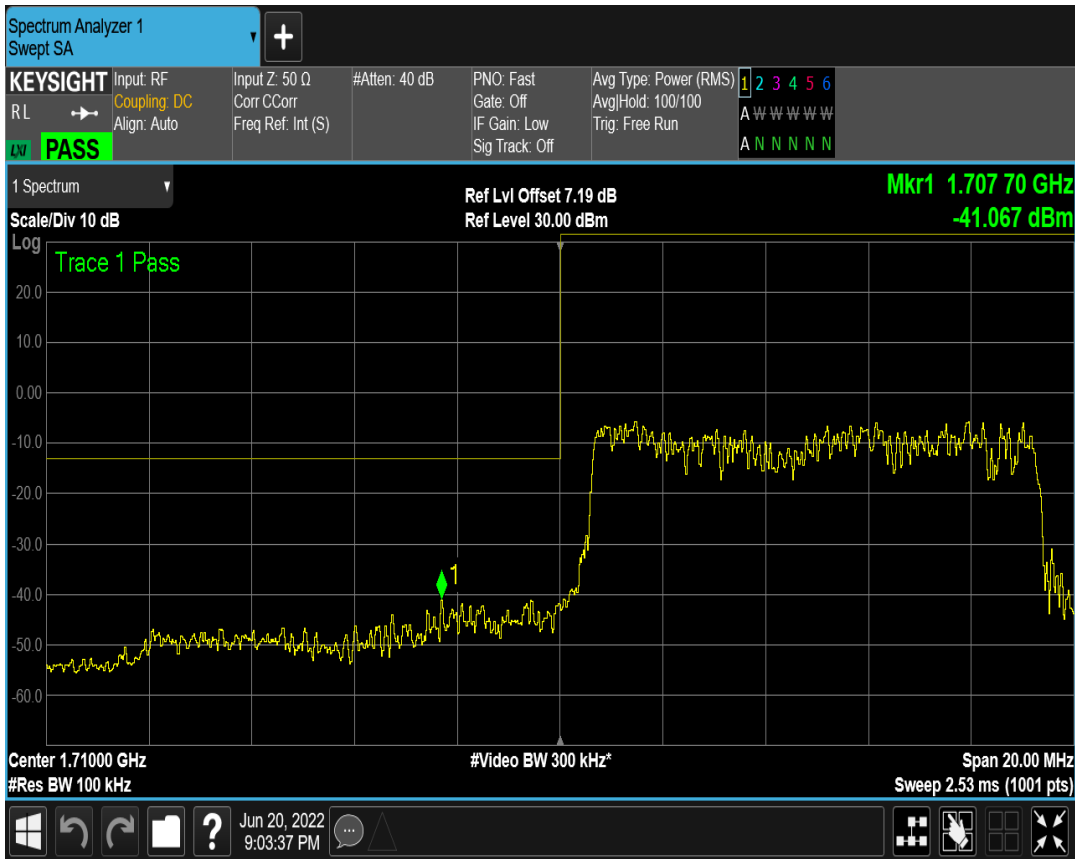 Spectrum Analyzer 1
Swept SA
+
KEYSIGHT
R L
LXI
PASS
Input: RF
Coupling: DC
Align: Auto
Input Z: 50 Ω
Corr CCorr
Freq Ref: Int (S)
#Atten: 40 dB
PNO: Fast
Gate: Off
IF Gain: Low
Sig Track: Off
Avg Type: Power (RMS)
Avg|Hold: 100/100
Trig: Free Run
1 2 3 4 5 6
A W W W W W
A N N N N N
1 Spectrum
Scale/Div 10 dB
Ref Lvl Offset 7.19 dB
Ref Level 30.00 dBm
Mkr1 1.707 70 GHz
-41.067 dBm
Log
Trace 1 Pass
20.0
10.0
0.00
-10.0
-20.0
-30.0
-40.0
-50.0
-60.0
1
Center 1.71000 GHz
#Res BW 100 kHz
#Video BW 300 kHz*
Span 20.00 MHz
Sweep 2.53 ms (1001 pts)
?
Jun 20, 2022
9:03:37 PM